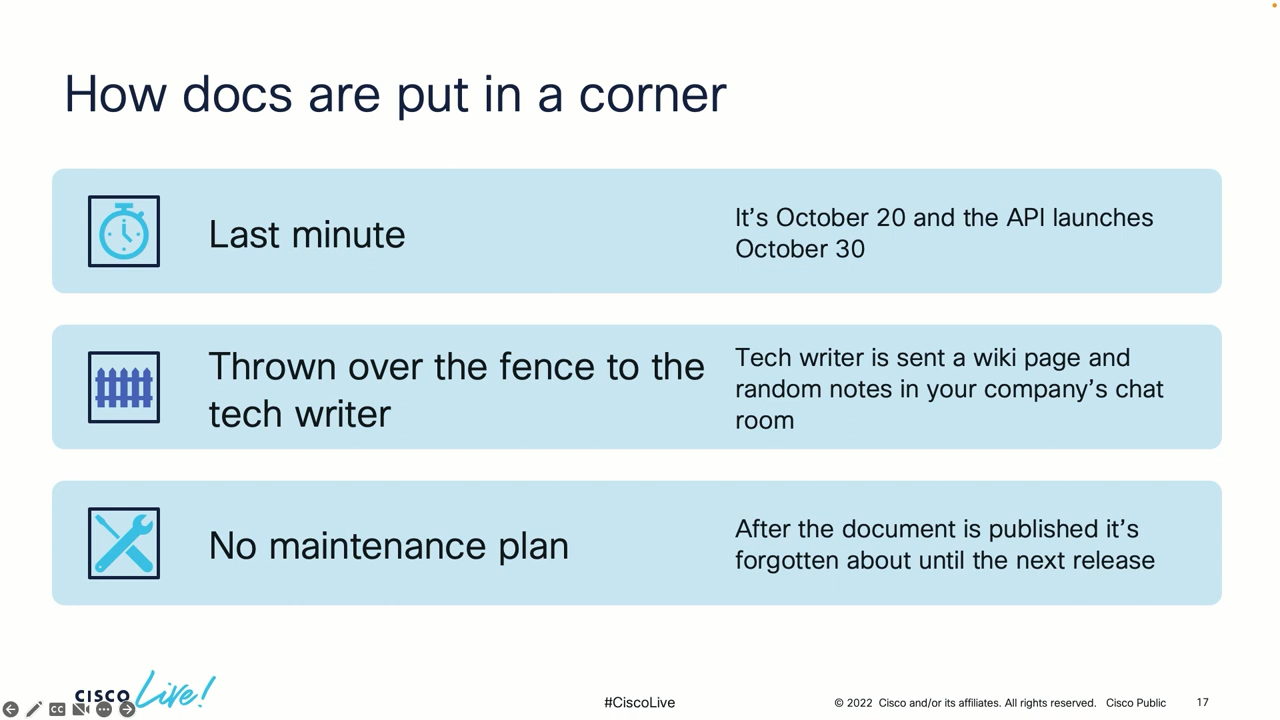 How docs are put in a corner
Last minute
It's October 20 and the API launches
October 30
Thrown over the fence to the
tech writer
Tech writer is sent a wiki page and
random notes in your company's chat
room
No maintenance plan
After the document is published it's
forgotten about until the next release
CISCO Live!
CC
#CiscoLive
© 2022 Cisco and/or its affiliates. All rights reserved. Cisco Public
17